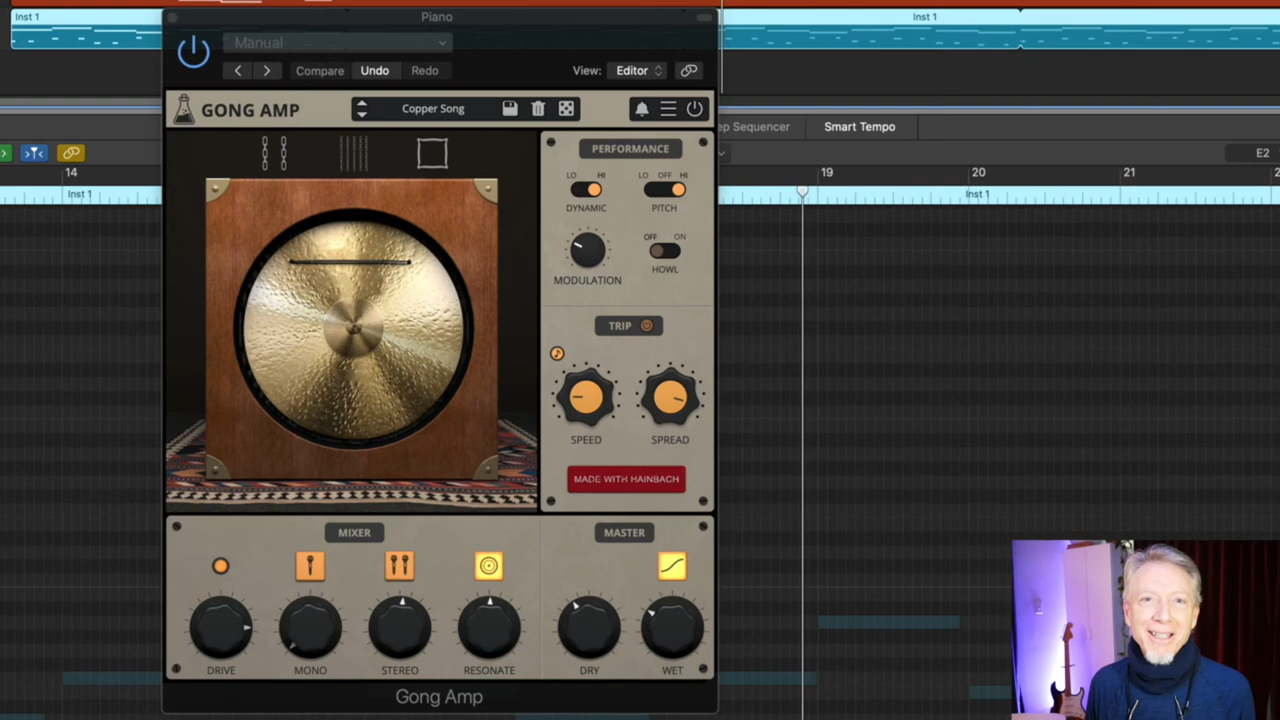 Inst 1
Piano
Inst 1
Manual
Compare
Undo
Redo
View:
Editor
GONG AMP
Copper Song
Sequencer
Smart Tempo
E2
14
19
20
21
Inst 1
Inst 1
PERFORMANCE
LO HI
LO OFF HI
DYNAMIC
PITCH
OFF ON
MODULATION
HOWL
TRIP
SPEED
SPREAD
MADE WITH HAINBACH
MIXER
MASTER
DRIVE
MONO
STEREO
RESONATE
DRY
WET
Gong Amp